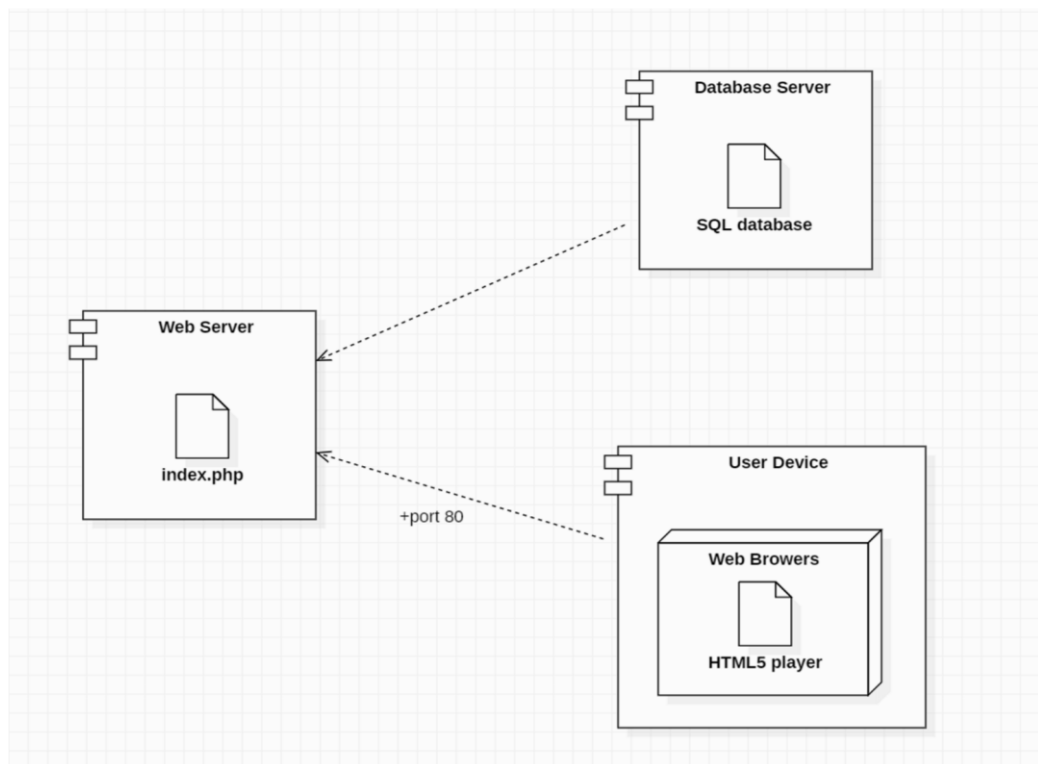 Database Server
SQL database
Web Server
index.php
+port 80
User Device
Web Browers
HTML5 player